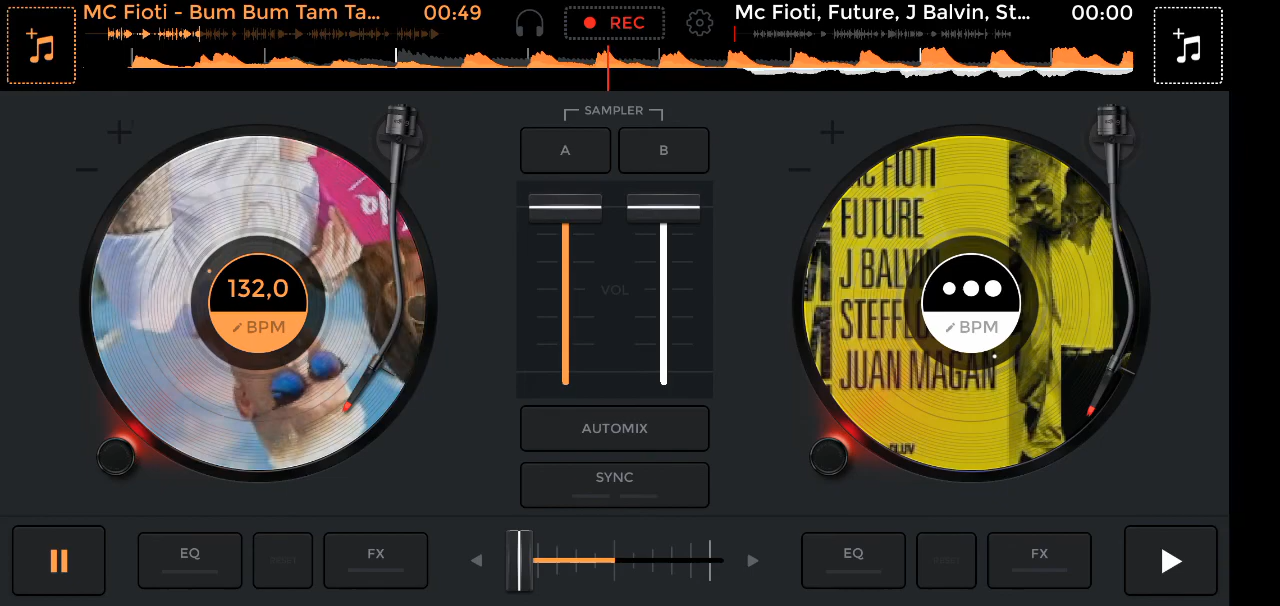 MC Fioti - Bum Bum Tam Ta...
00:49
REC
Mc Fioti, Future, J Balvin, St...
00:00
SAMPLER
A
B
132,0
BPM
VOL
MC FIOTI
FUTURE
J BALVIN
JUAN MAGAN
BPM
AUTOMIX
SYNC
EQ
FX
EQ
FX